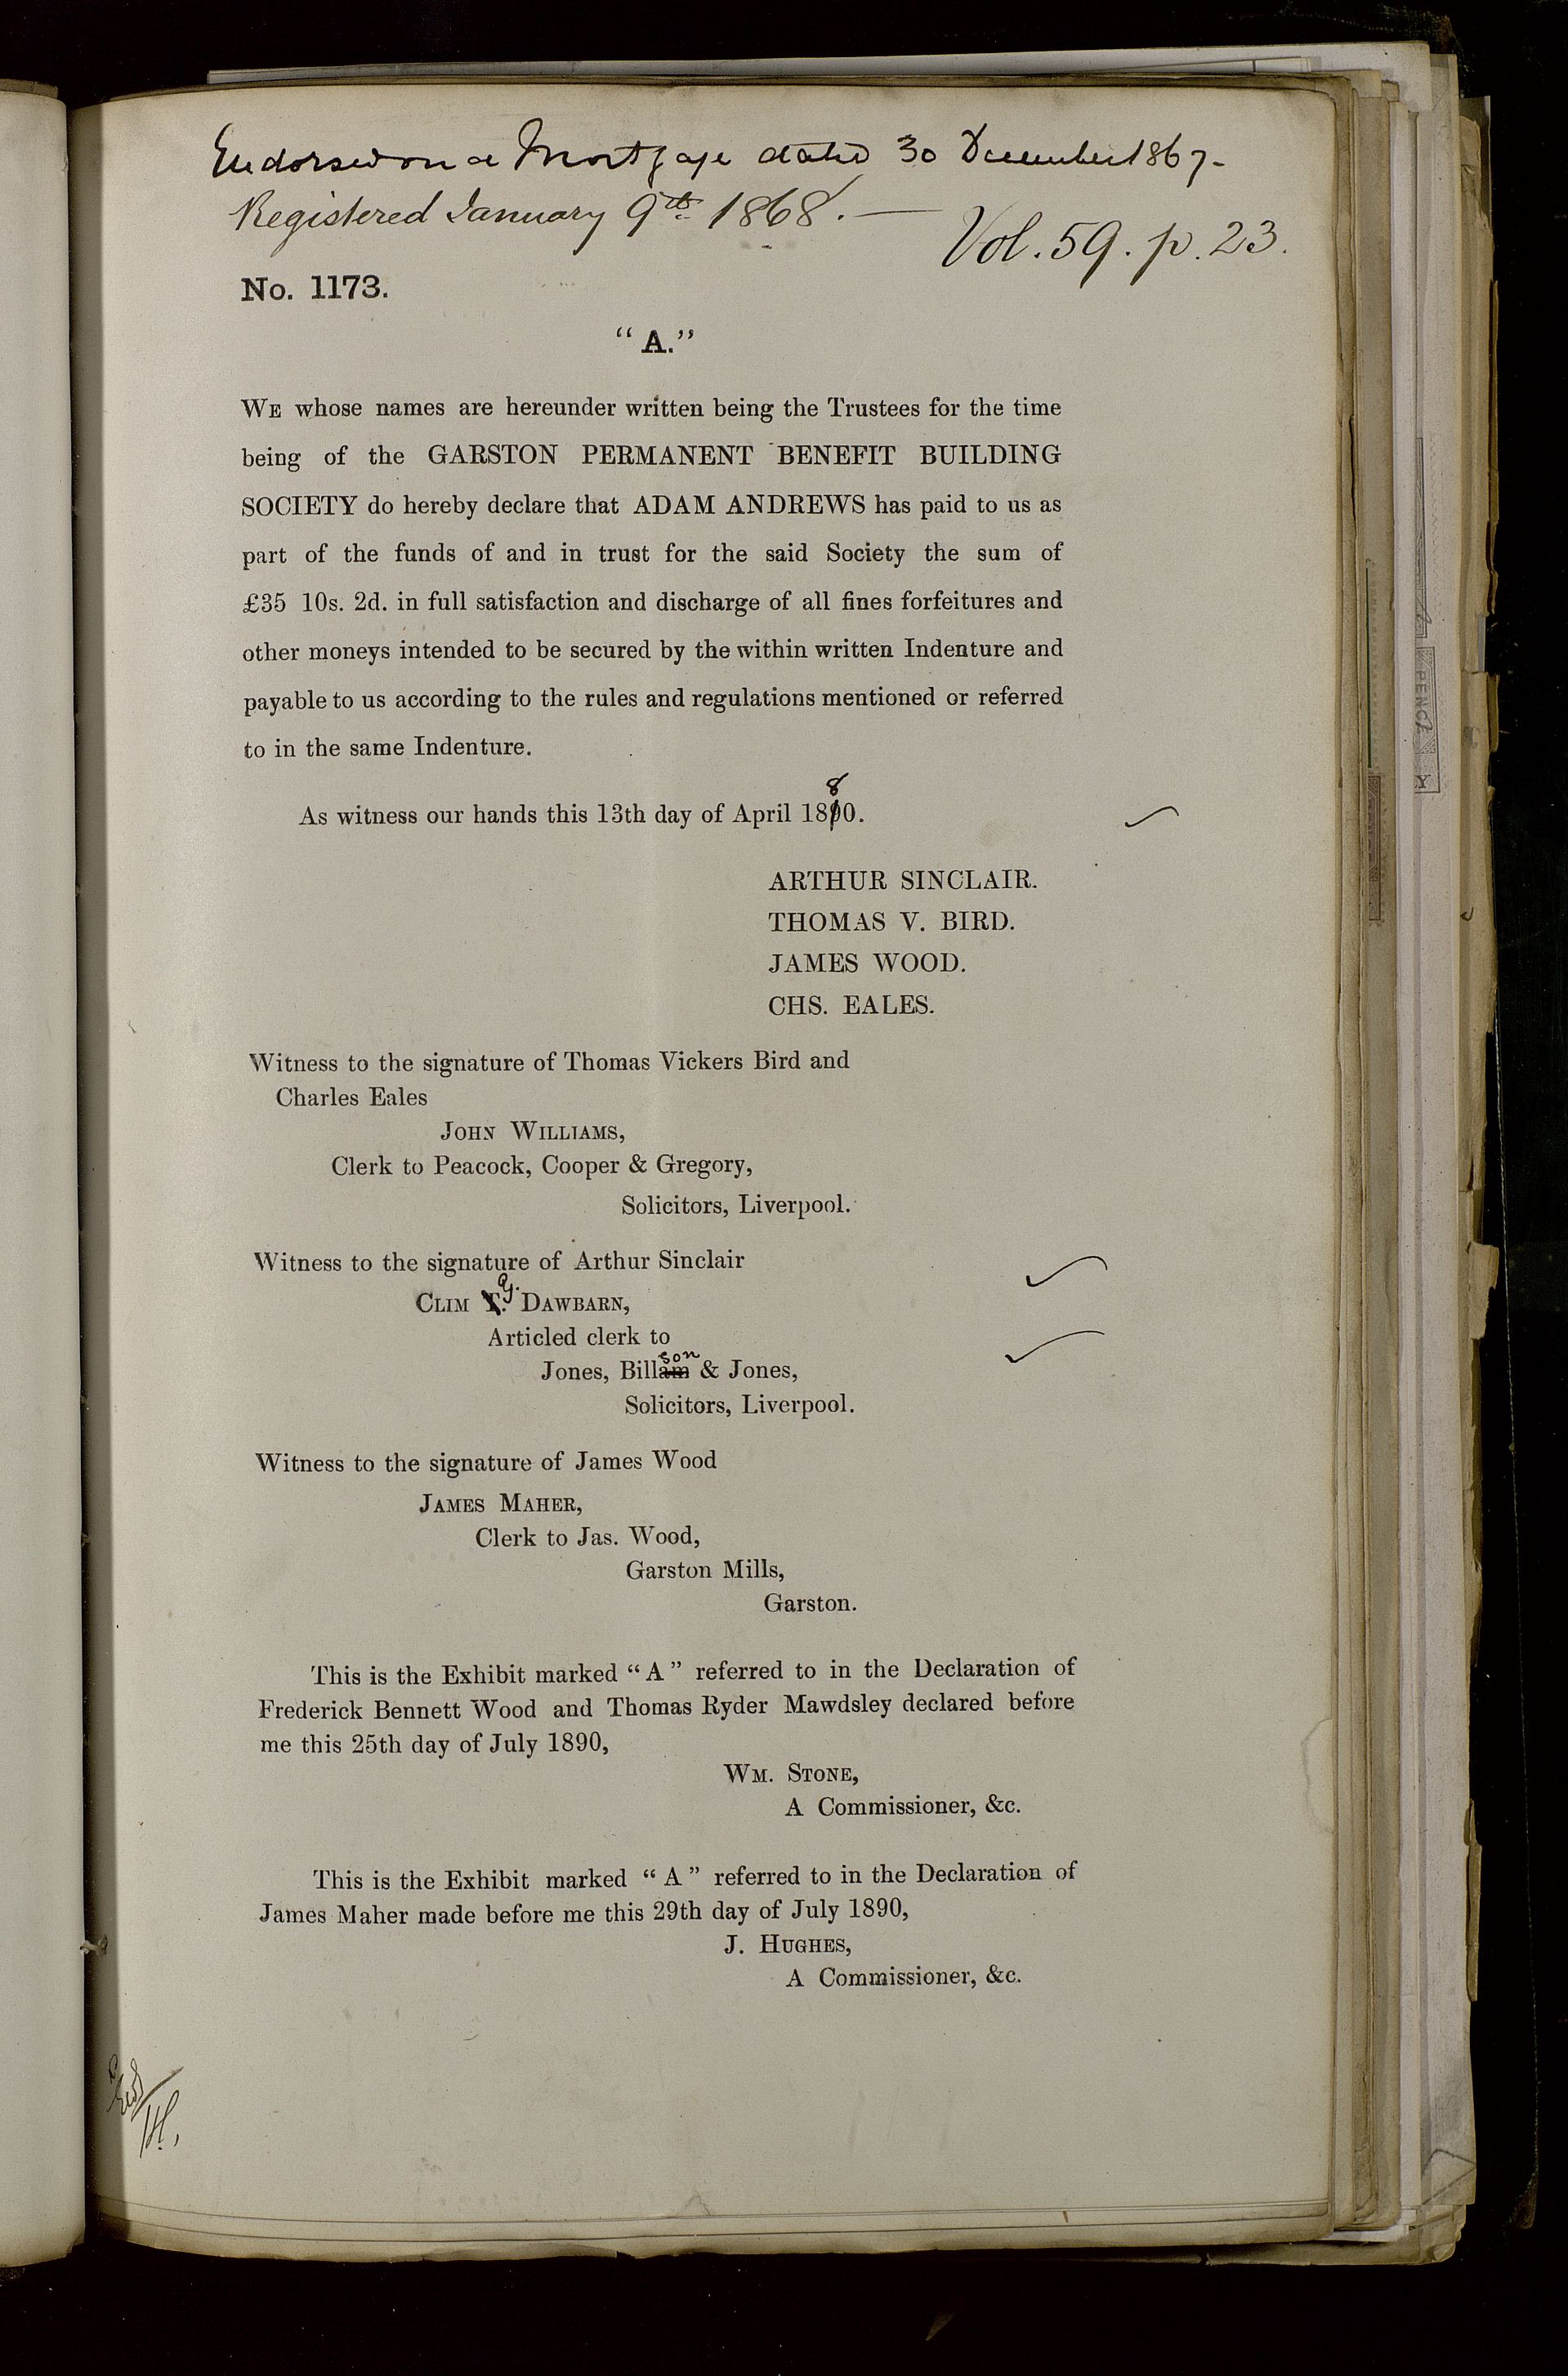 Endorsed on a Mortgage dated 30 December 1867-
Registered January 9th 1868. —
Vol. 59. p. 23.
No. 1173.
“A.”
WE whose names are hereunder written being the Trustees for the time
being of the GARSTON PERMANENT BENEFIT BUILDING
SOCIETY do hereby declare that ADAM ANDREWS has paid to us as
part of the funds of and in trust for the said Society the sum of
£35 10s. 2d. in full satisfaction and discharge of all fines forfeitures and
other moneys intended to be secured by the within written Indenture and
payable to us according to the rules and regulations mentioned or referred
to in the same Indenture.
8
As witness our hands this 13th day of April 1890.
ARTHUR SINCLAIR.
THOMAS V. BIRD.
JAMES WOOD.
CHS. EALES.
Witness to the signature of Thomas Vickers Bird and
Charles Eales
JOHN WILLIAMS,
Clerk to Peacock, Cooper & Gregory,
Solicitors, Liverpool.
Witness to the signature of Arthur Sinclair
G.
CLIM T. DAWBARN,
Articled clerk to
son
Jones, Billam & Jones,
Solicitors, Liverpool.
Witness to the signature of James Wood
JAMES MAHER,
Clerk to Jas. Wood,
Garston Mills,
Garston.
This is the Exhibit marked “A” referred to in the Declaration of
Frederick Bennett Wood and Thomas Ryder Mawdsley declared before
me this 25th day of July 1890,
WM. STONE,
A Commissioner, &c.
This is the Exhibit marked “A” referred to in the Declaration of
James Maher made before me this 29th day of July 1890,
J. HUGHES,
A Commissioner, &c.
PENCE
Y